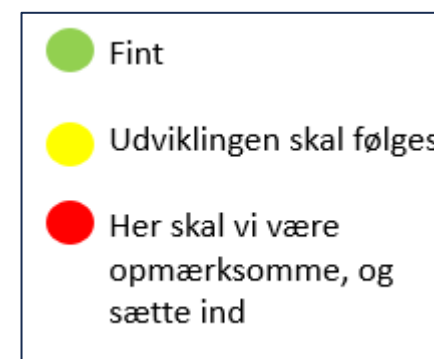 Fint
Udviklingen skal følges
Her skal vi være
opmærksomme, og
sætte ind